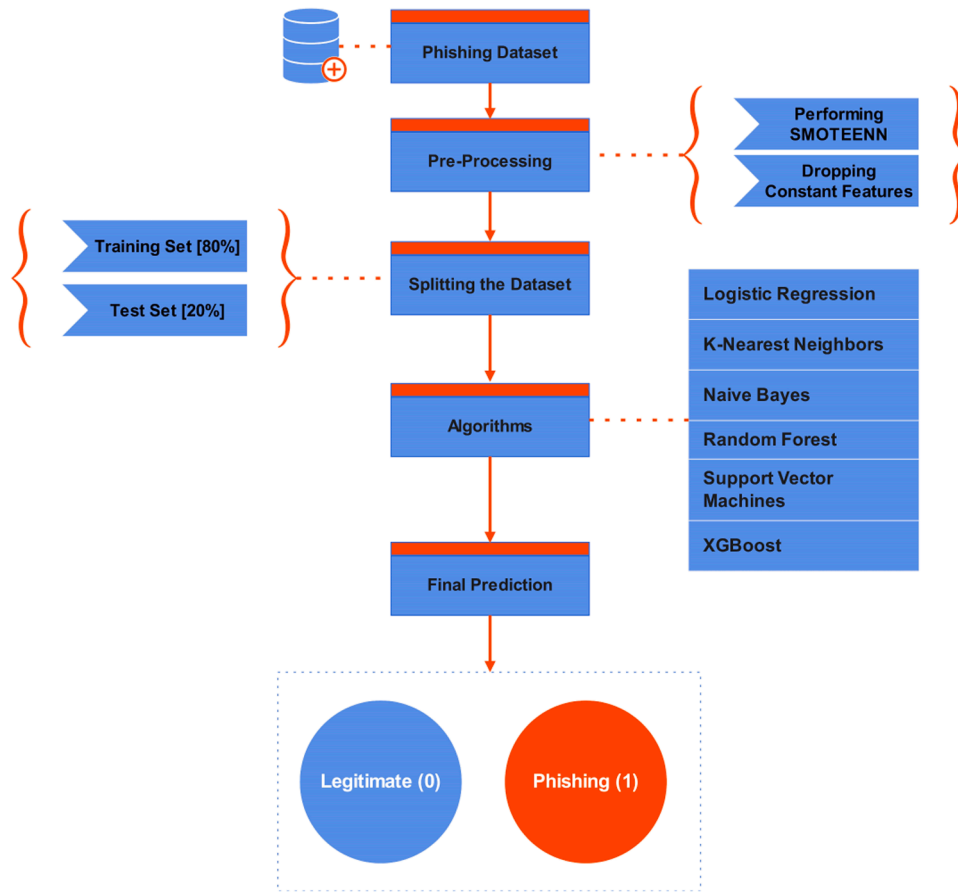 Phishing Dataset
Pre-Processing
Performing
SMOTEENN
Dropping
Constant Features
Splitting the Dataset
Training Set [80%]
Test Set [20%]
Algorithms
Logistic Regression
K-Nearest Neighbors
Naive Bayes
Random Forest
Support Vector
Machines
XGBoost
Final Prediction
Legitimate (0)
Phishing (1)